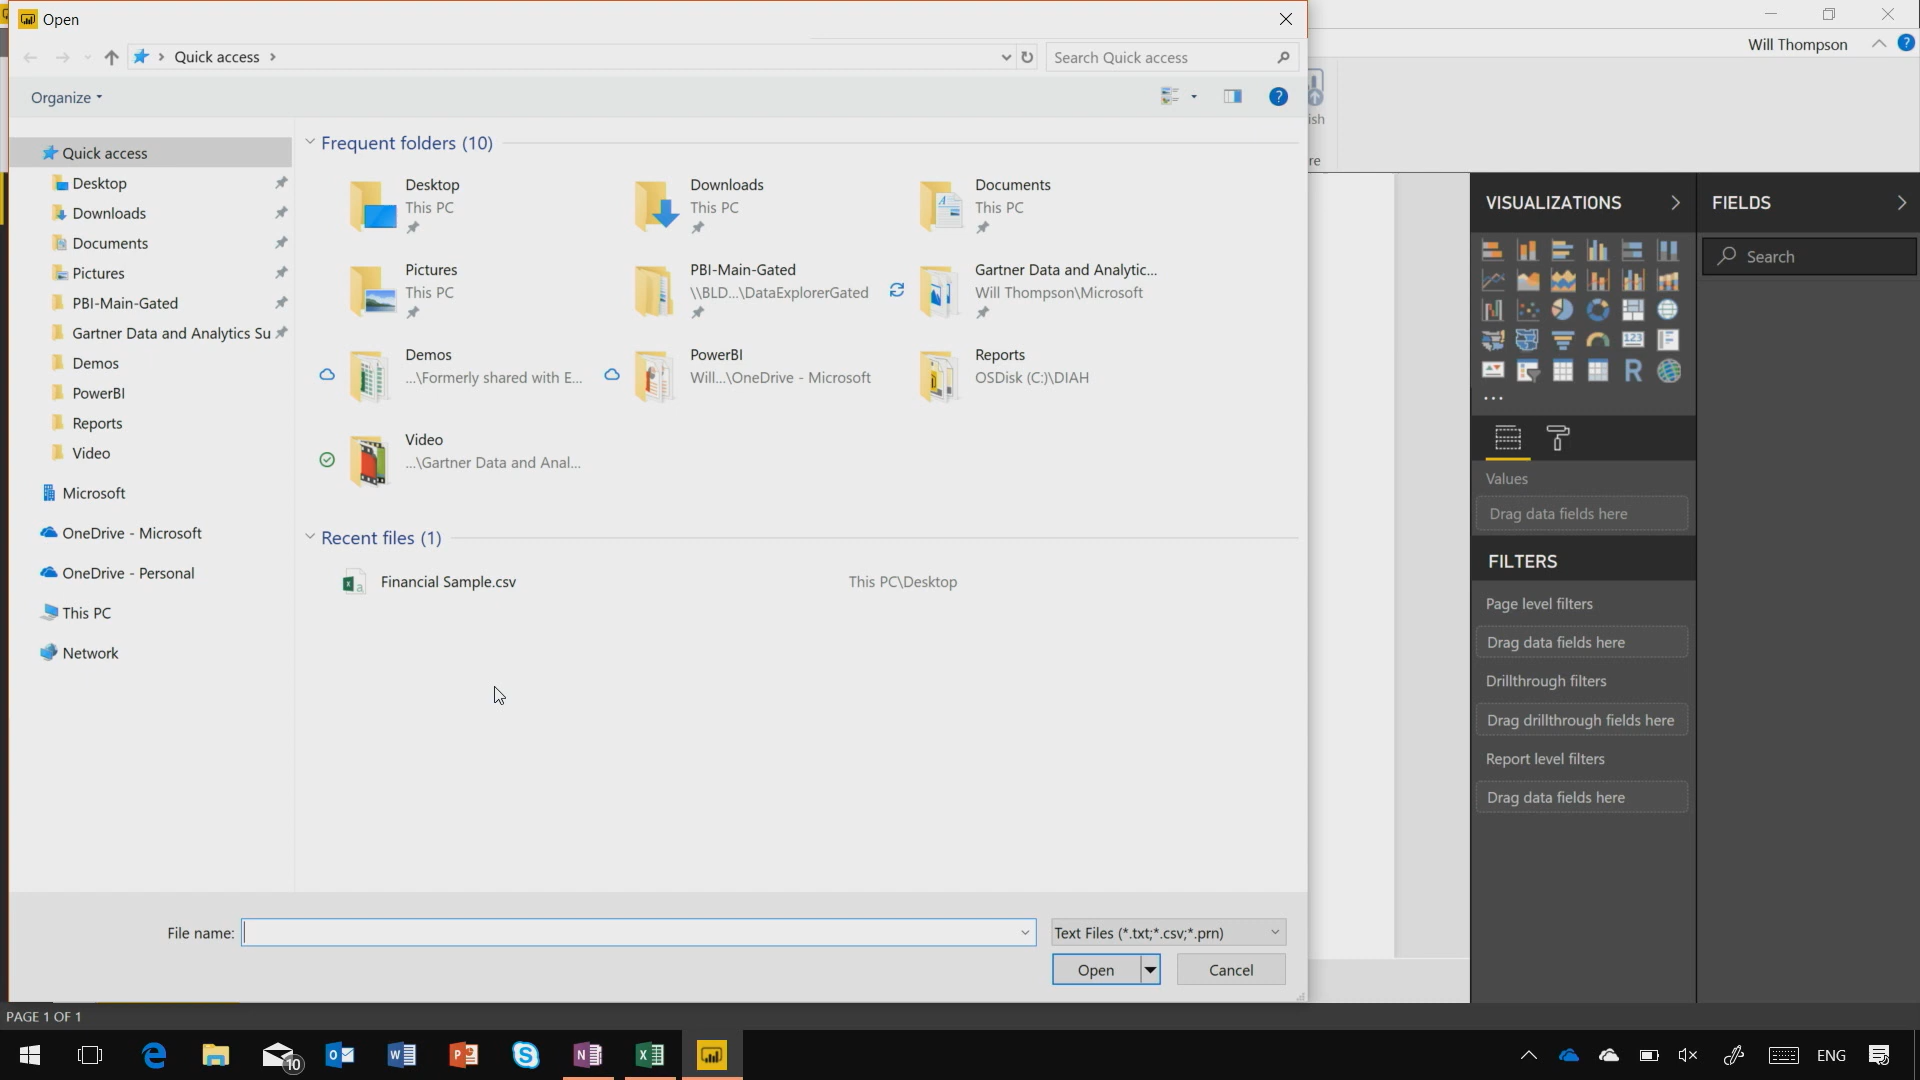 Open
Will Thompson
Quick access
Search Quick access
Organize
ish
re
Quick access
Desktop
Downloads
Documents
Pictures
PBI-Main-Gated
Gartner Data and Analytics Su
Demos
PowerBI
Reports
Video
Microsoft
OneDrive - Microsoft
OneDrive - Personal
This PC
Network
Frequent folders (10)
Desktop
This PC
Downloads
This PC
Documents
This PC
Pictures
This PC
PBI-Main-Gated
\\BLD...\DataExplorerGated
Gartner Data and Analytic...
Will Thompson\Microsoft
Demos
...\Formerly shared with E...
PowerBI
Will...\OneDrive - Microsoft
Reports
OSDisk (C:)\DIAH
Video
...\Gartner Data and Anal...
Recent files (1)
Financial Sample.csv
This PC\Desktop
File name:
Text Files (*.txt;*.csv;*.prn)
Open
Cancel
VISUALIZATIONS
FIELDS
Search
123
R
...
Values
Drag data fields here
FILTERS
Page level filters
Drag data fields here
Drillthrough filters
Drag drillthrough fields here
Report level filters
Drag data fields here
PAGE 1 OF 1
10
ENG